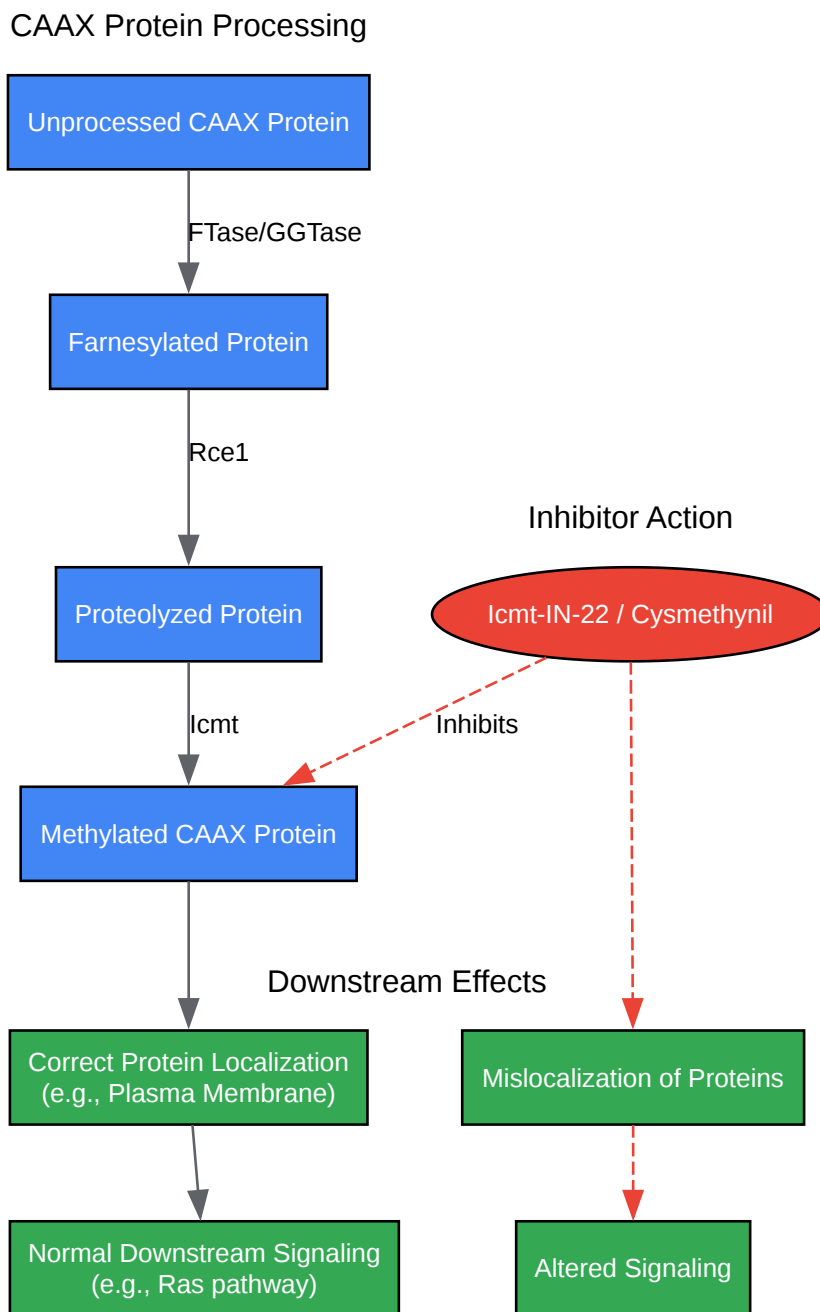 CAAX Protein Processing
Unprocessed CAAX Protein
FTase/GGTase
Farnesylated Protein
Rce1
Inhibitor Action
Proteolyzed Protein
Icmt-IN-22 / Cysmethynil
Icmt
Inhibits
Methylated CAAX Protein
Downstream Effects
Correct Protein Localization
(e.g., Plasma Membrane)
Mislocalization of Proteins
Normal Downstream Signaling
(e.g., Ras pathway)
Altered Signaling